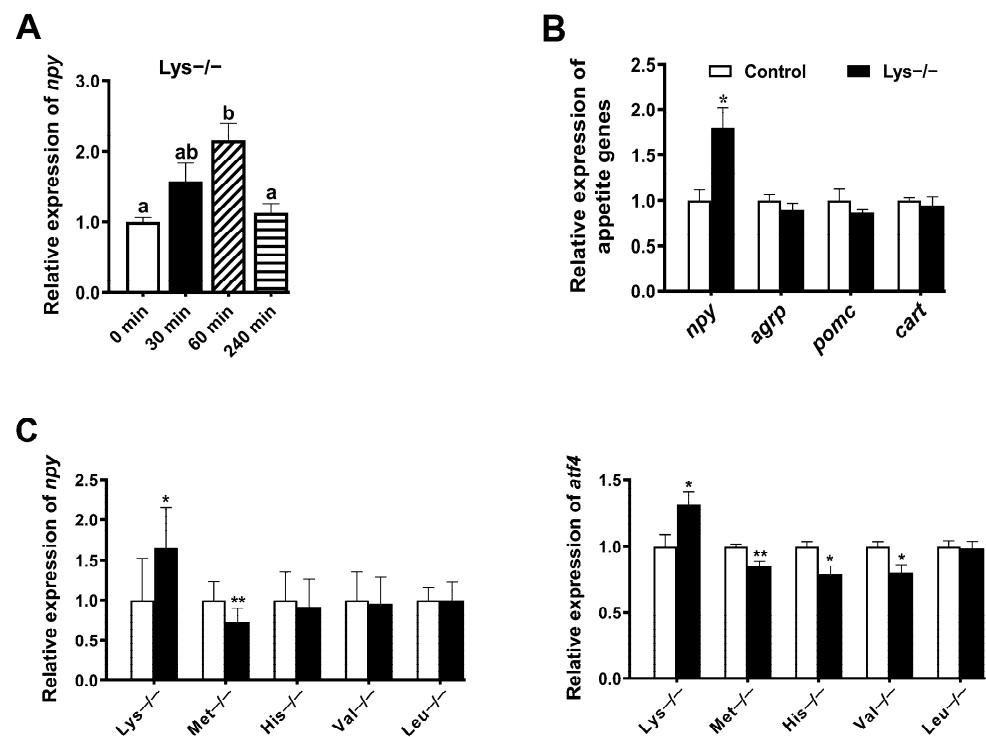 A
Lys−/−
Relative expression of npy
3.0
2.0
1.0
0.0
a
ab
b
a
0 min
30 min
60 min
240 min
B
Control
Lys−/−
Relative expression of
appetite genes
2.5
2.0
1.5
1.0
0.5
0.0
*
npy
agrp
pomc
cart
C
Relative expression of npy
2.5
2.0
1.5
1.0
0.5
0.0
*
**
Lys−/−
Met−/−
His−/−
Val−/−
Leu−/−
Relative expression of atf4
1.5
1.0
0.5
0.0
*
**
*
*
Lys−/−
Met−/−
His−/−
Val−/−
Leu−/−